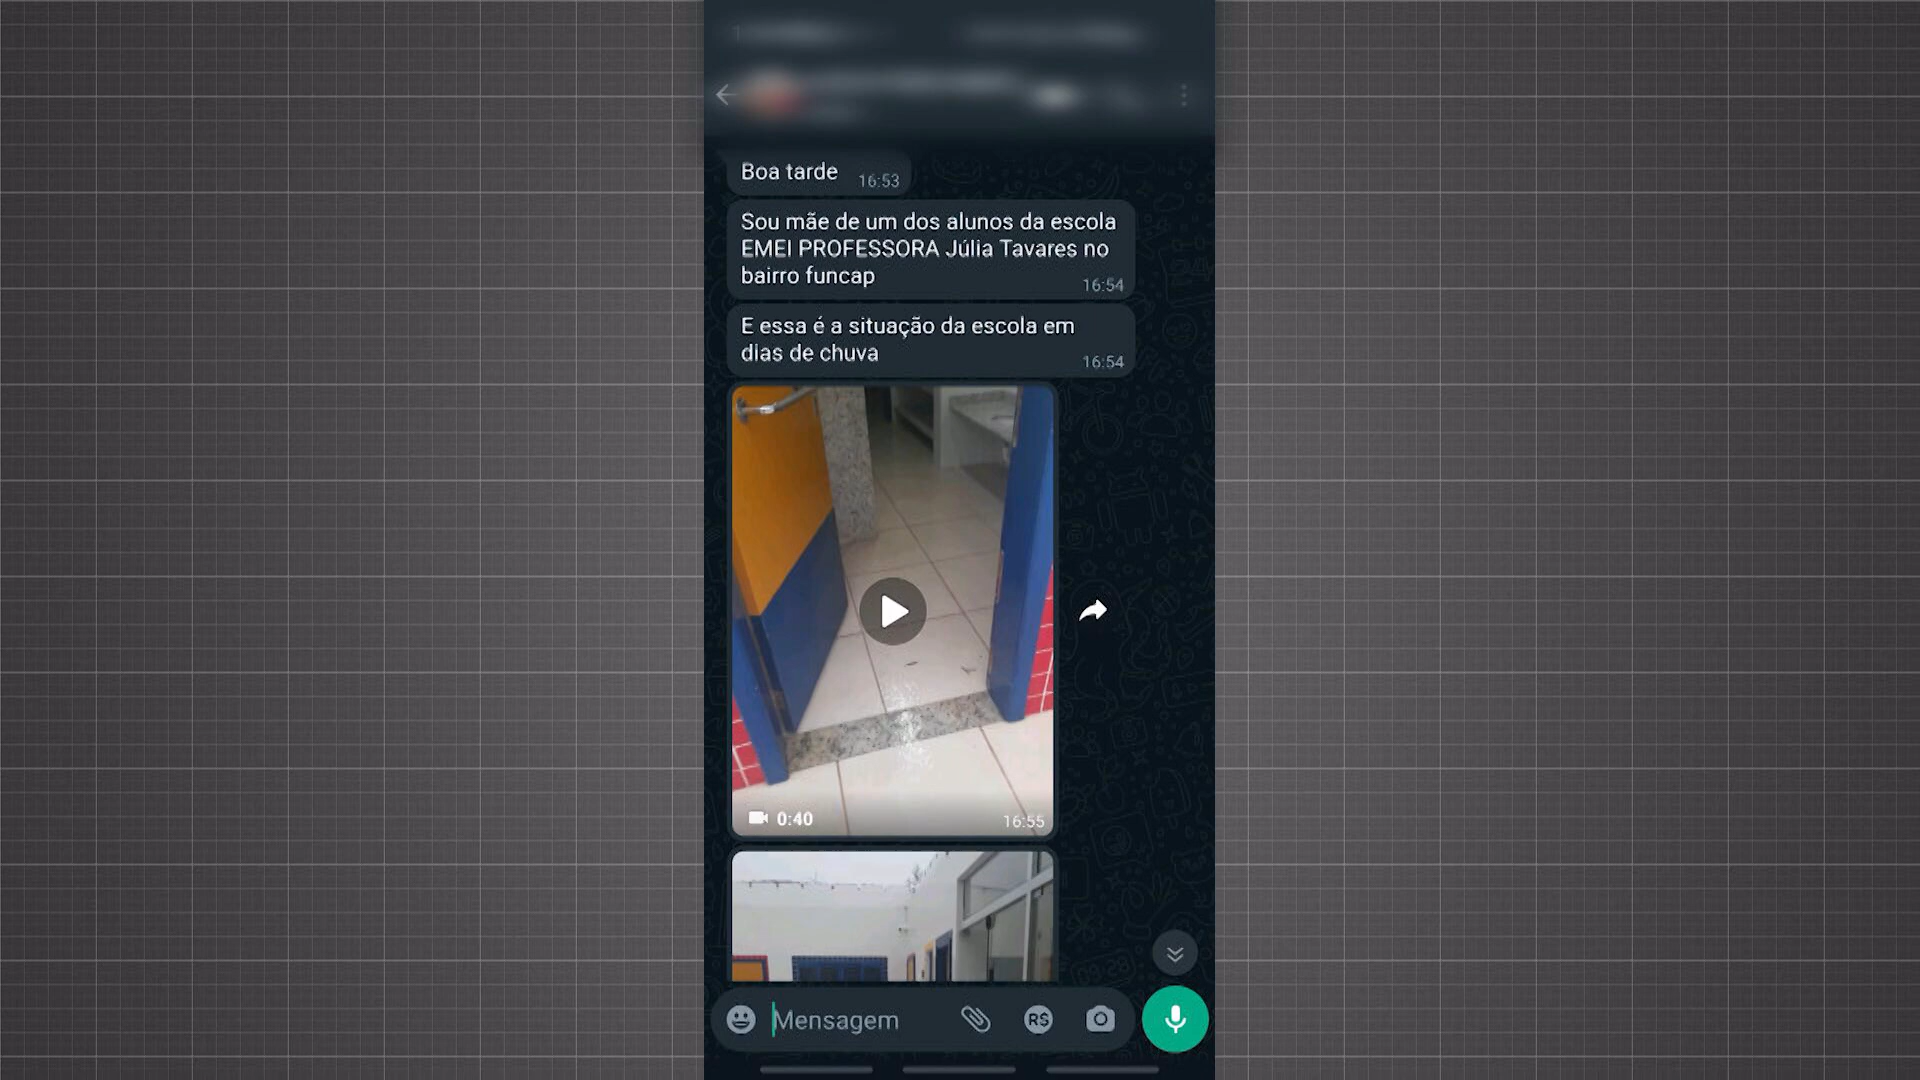 Boa tarde
16:53
Sou mãe de um dos alunos da escola
EMEI PROFESSORA Júlia Tavares no
bairro funcap
16:54
E essa é a situação da escola em
dias de chuva
16:54
0:40
16:55
Mensagem
R$